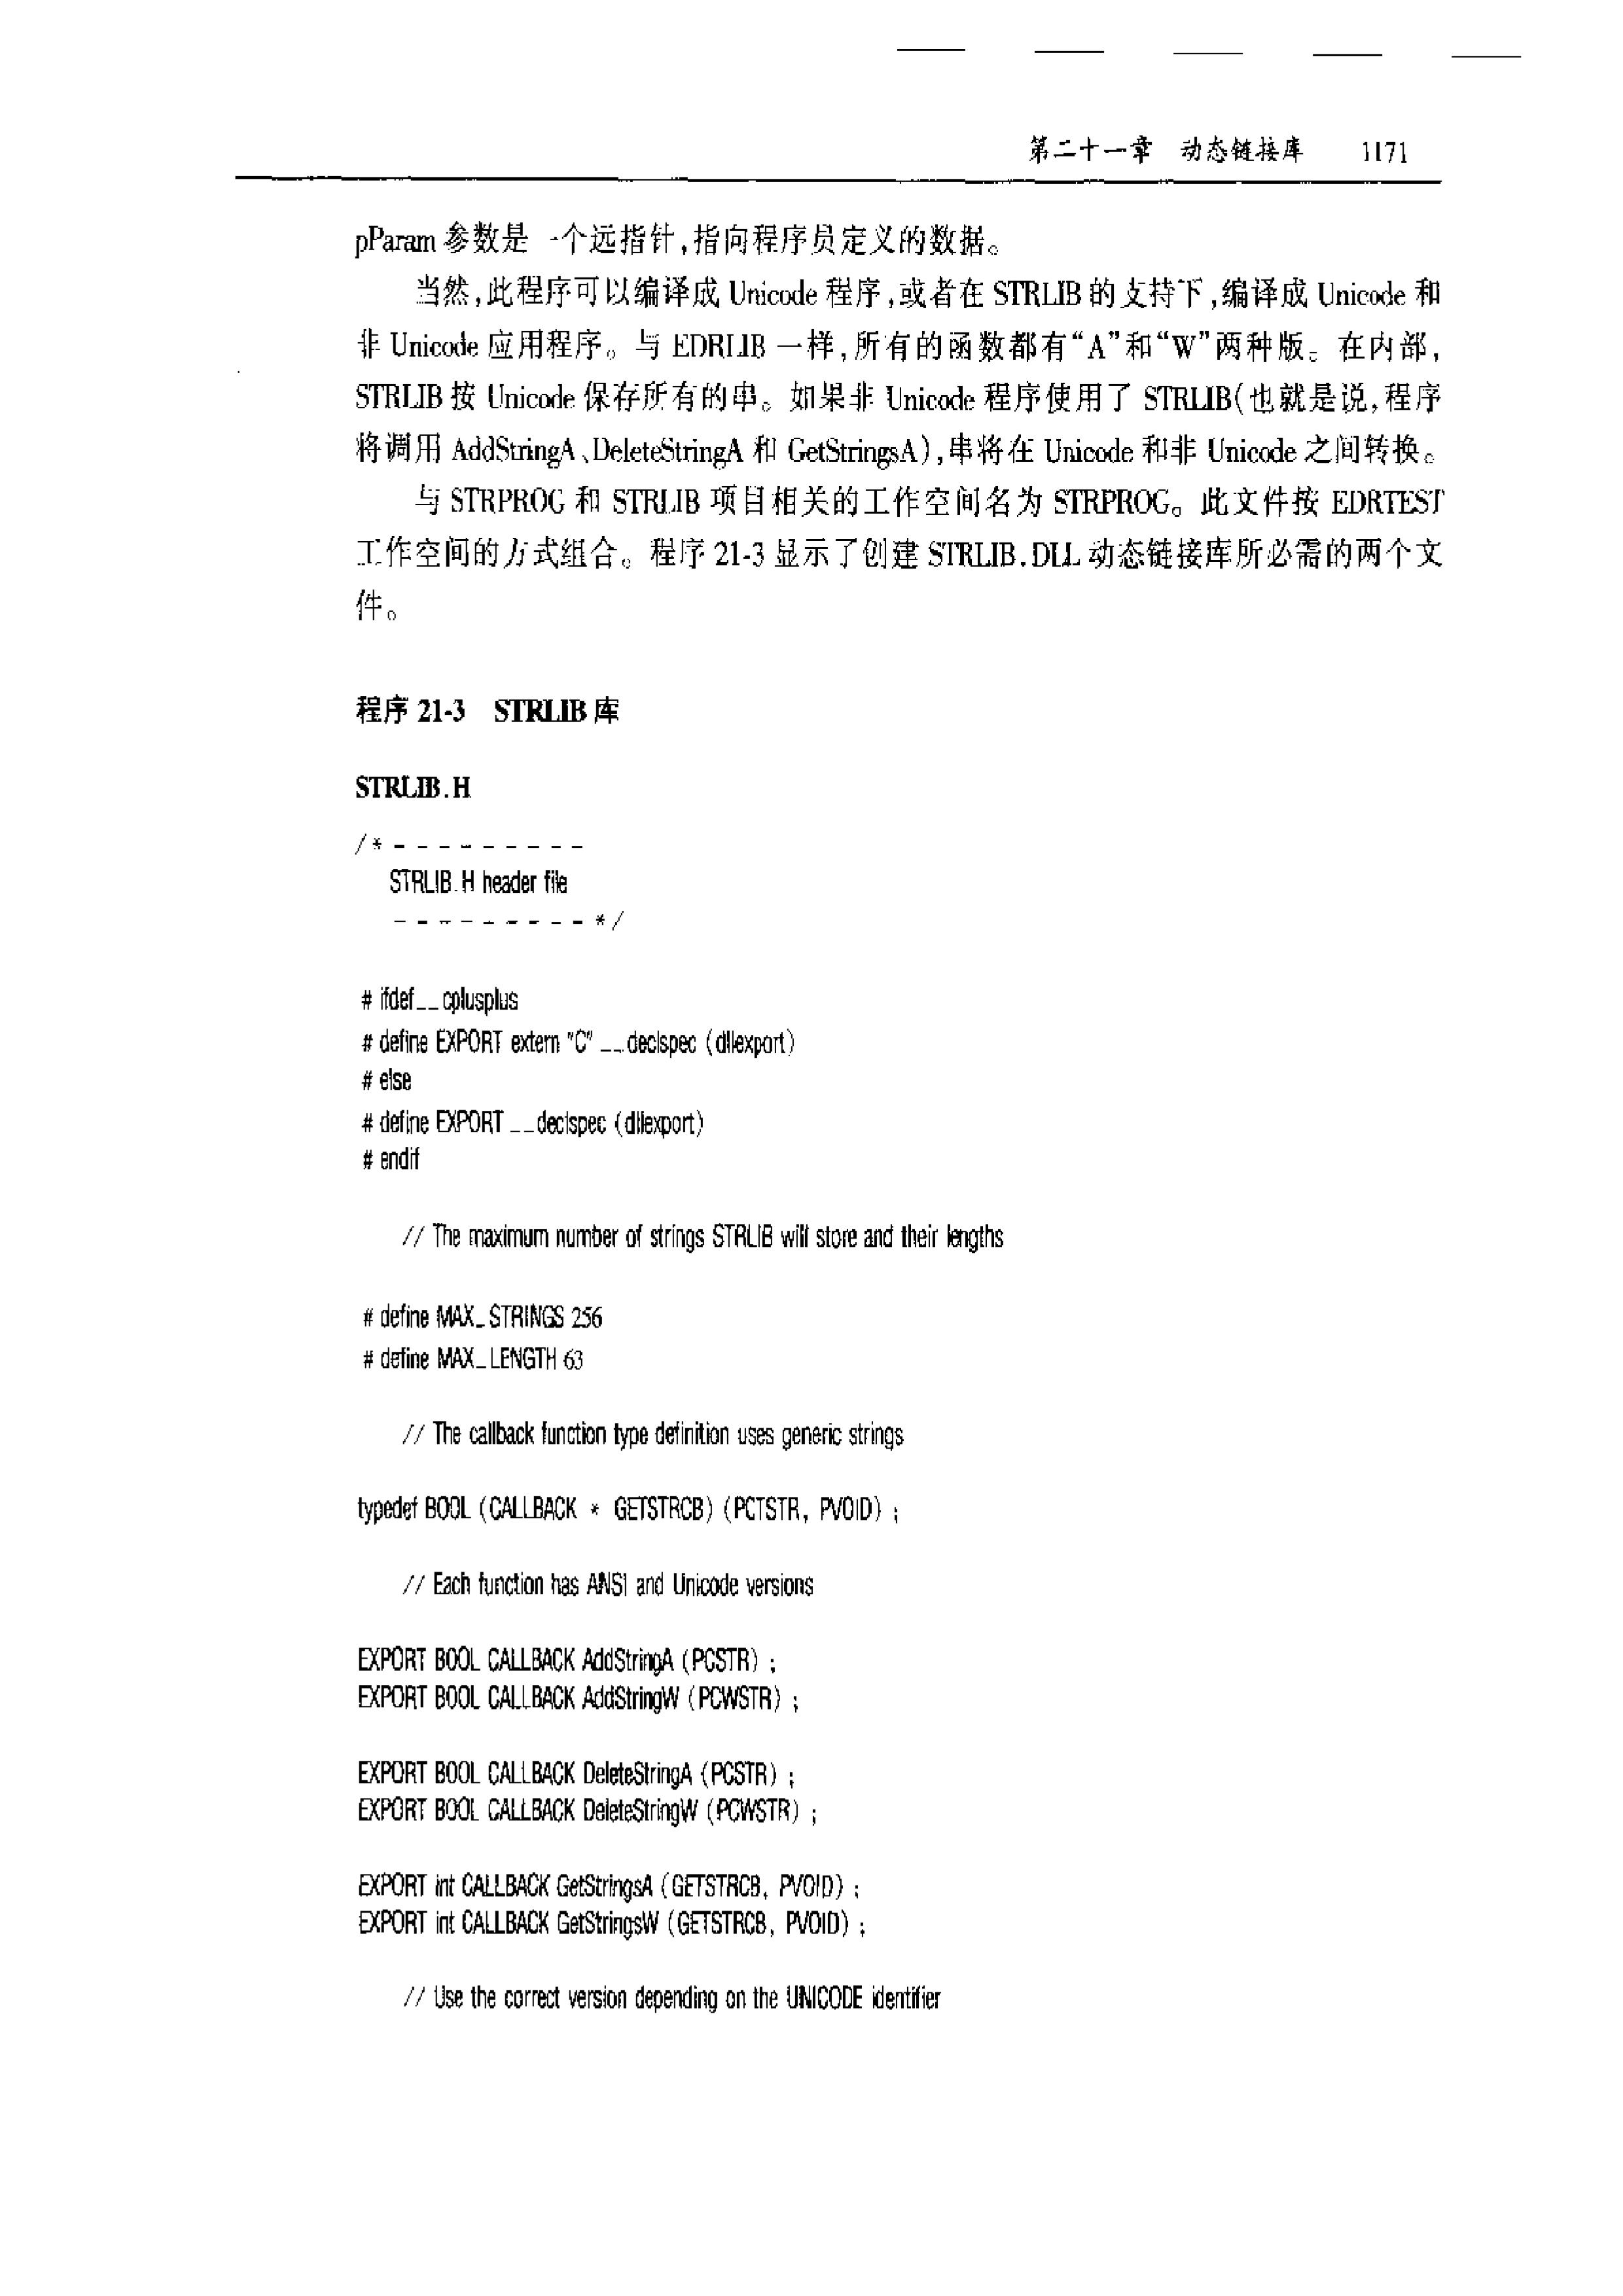 第二十一章 动态链接库 1171
pParam 参数是一个远指针,指向程序员定义的数据。
当然,此程序可以编译成 Unicode 程序,或者在 STRLIB 的支持下,编译成 Unicode 和
非 Unicode 应用程序。与 EDRLIB 一样,所有的函数都有“A”和“W”两种版。在内部,
STRLIB 按 Unicode 保存所有的串。如果非 Unicode 程序使用了 STRLIB(也就是说,程序
将调用 AddStringA、DeleteStringA 和 GetStringsA),串将在 Unicode 和非 Unicode 之间转换。
与 STRPROG 和 STRLIB 项目相关的工作空间名为 STRPROG。此文件按 EDRTEST
工作空间的方式组合。程序 21-3 显示了创建 STRLIB.DLL 动态链接库所必需的两个文
件。
程序 21-3 STRLIB 库
STRLIB.H
/* - - - - - - - - -
STRLIB.H header file
- - - - - - - - - */
# ifdef__cplusplus
# define EXPORT extern "C" __declspec (dllexport)
# else
# define EXPORT __declspec (dllexport)
# endif
// The maximum number of strings STRLIB will store and their lengths
# define MAX_STRINGS 256
# define MAX_LENGTH 63
// The callback function type definition uses generic strings
typedef BOOL (CALLBACK * GETSTRCB) (PCTSTR, PVOID) ;
// Each function has ANSI and Unicode versions
EXPORT BOOL CALLBACK AddStringA (PCSTR) ;
EXPORT BOOL CALLBACK AddStringW (PCWSTR) ;
EXPORT BOOL CALLBACK DeleteStringA (PCSTR) ;
EXPORT BOOL CALLBACK DeleteStringW (PCWSTR) ;
EXPORT int CALLBACK GetStringsA (GETSTRCB, PVOID) ;
EXPORT int CALLBACK GetStringsW (GETSTRCB, PVOID) ;
// Use the correct version depending on the UNICODE identifier